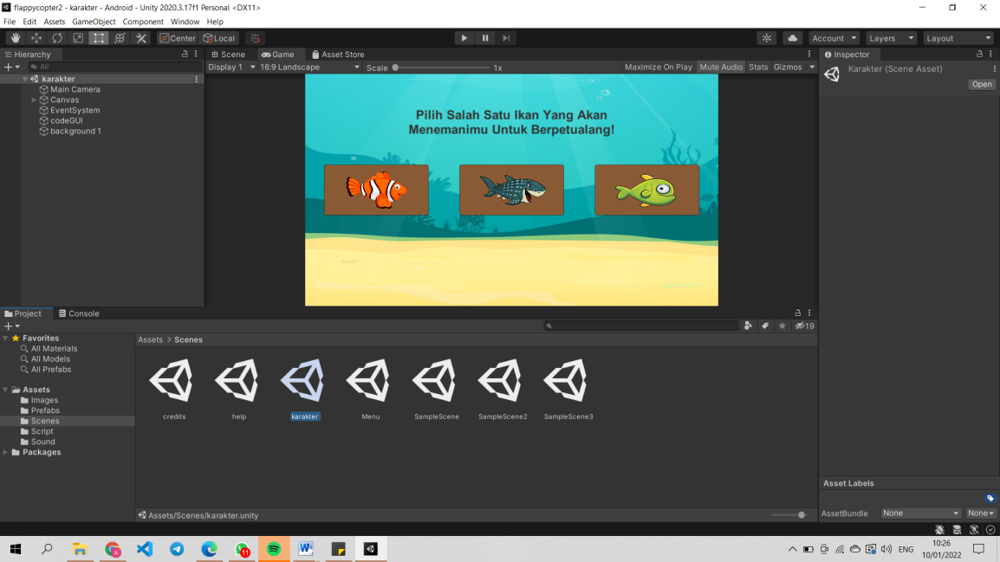 flappycopter2 - karakter - Android - Unity 2020.3.17f1 Personal <DX11>
File Edit Assets GameObject Component Window Help
Center Local Account Layers Layout
Hierarchy Scene Game Asset Store Inspector
All Display 1 16:9 Landscape Scale 1x Maximize On Play Mute Audio Stats Gizmos
Karakter (Scene Asset)
Open
karakter
Main Camera
Canvas
EventSystem
codeGUI
background 1
Pilih Salah Satu Ikan Yang Akan
Menemanimu Untuk Berpetualang!
Project Console
19
Favorites
All Materials
All Models
All Prefabs
Assets
Images
Prefabs
Scenes
Script
Sound
Packages
Assets > Scenes
credits help karakter Menu SampleScene SampleScene2 SampleScene3
Assets/Scenes/karakter.unity
Asset Labels
AssetBundle None None
11
A
W
ENG
10:26
10/01/2022